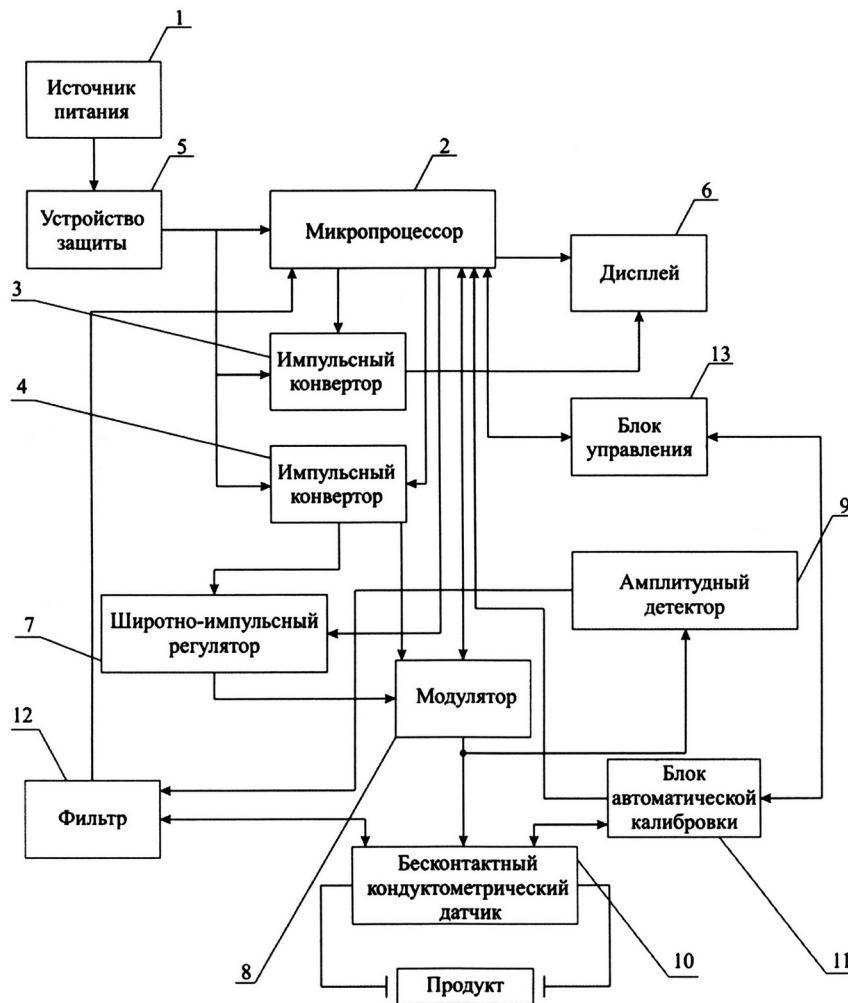 1
Источник
питания
5
2
Устройство
защиты
Микропроцессор
6
Дисплей
3
Импульсный
конвертор
13
4
Блок
управления
Импульсный
конвертор
9
Амплитудный
детектор
Широтно-импульсный
регулятор
7
Модулятор
12
Блок
автоматической
калибровки
Фильтр
Бесконтактный
кондуктометрический
датчик
8
10
11
Продукт